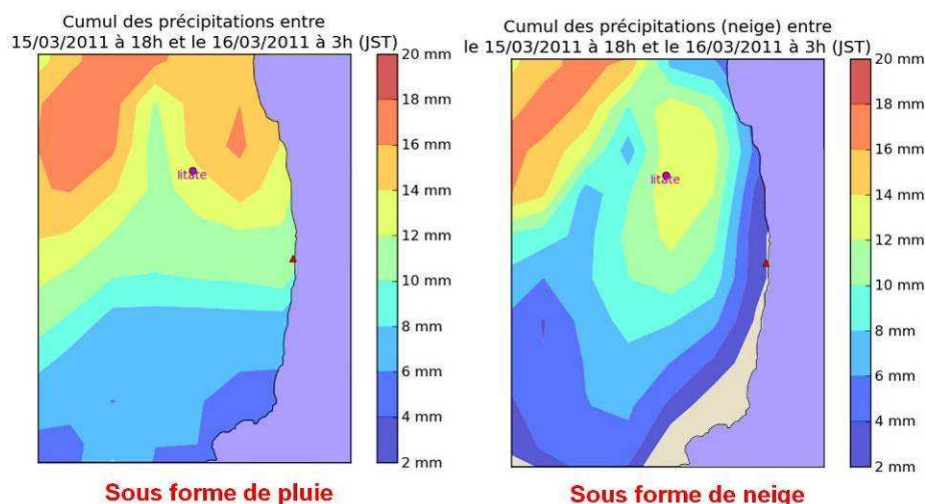 Cumul des précipitations entre
15/03/2011 à 18h et le 16/03/2011 à 3h (JST)
20 mm
18 mm
16 mm
14 mm
12 mm
10 mm
8 mm
6 mm
4 mm
2 mm
Iitate
Sous forme de pluie
Cumul des précipitations (neige) entre
le 15/03/2011 à 18h et le 16/03/2011 à 3h (JST)
20 mm
18 mm
16 mm
14 mm
12 mm
10 mm
8 mm
6 mm
4 mm
2 mm
Iitate
Sous forme de neige